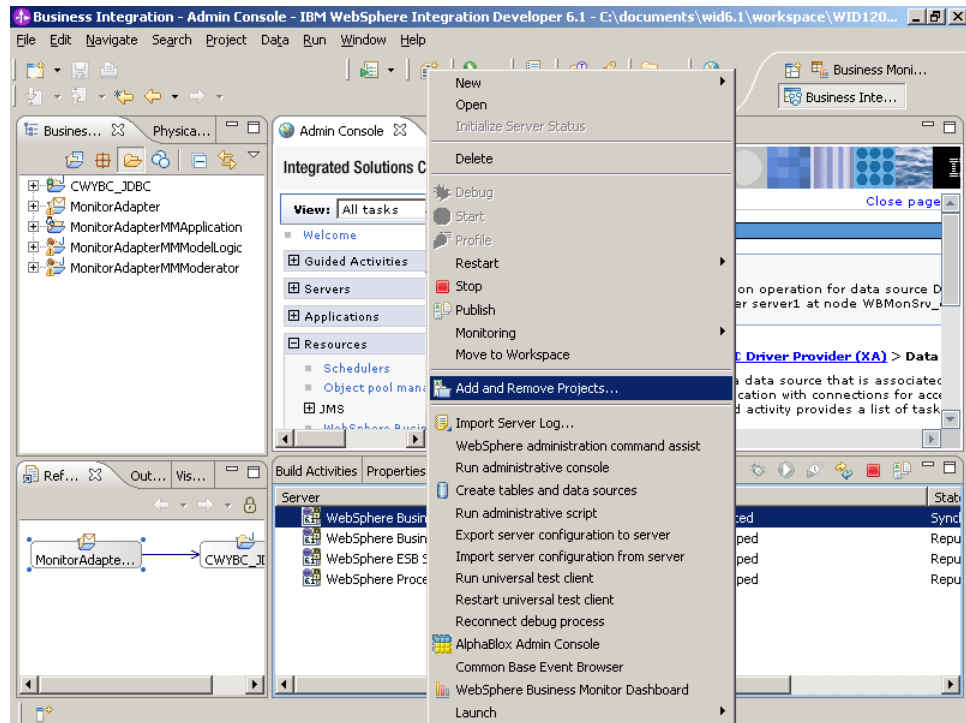 Business Integration - Admin Console - IBM WebSphere Integration Developer 6.1 - C:\documents\wid6.1\workspace\WID120...
File Edit Navigate Search Project Data Run Window Help
Business Moni...
Business Inte...
Busines... Physica...
CWYBC_JDBC
MonitorAdapter
MonitorAdapterMMApplication
MonitorAdapterMMModelLogic
MonitorAdapterMMModerator
Admin Console
Integrated Solutions C
Close page
View: All tasks
Welcome
Guided Activities
Servers
Applications
Resources
Schedulers
Object pool mana
JMS
WebSphere Busin
on operation for data source D
er server1 at node WBMonSrv_
C Driver Provider (XA) > Data
a data source that is associated
cation with connections for acce
d activity provides a list of task
New
Open
Initialize Server Status
Delete
Debug
Start
Profile
Restart
Stop
Publish
Monitoring
Move to Workspace
Add and Remove Projects...
Import Server Log...
WebSphere administration command assist
Run administrative console
Create tables and data sources
Run administrative script
Export server configuration to server
Import server configuration from server
Run universal test client
Restart universal test client
Reconnect debug process
AlphaBlox Admin Console
Common Base Event Browser
WebSphere Business Monitor Dashboard
Launch
Ref... Out... Vis...
MonitorAdapte... CWYBC_JD
Build Activities Properties
Server Stat
WebSphere Busin ced Sync
WebSphere Busin ped Repu
WebSphere ESB S ped Repu
WebSphere Proce ped Repu